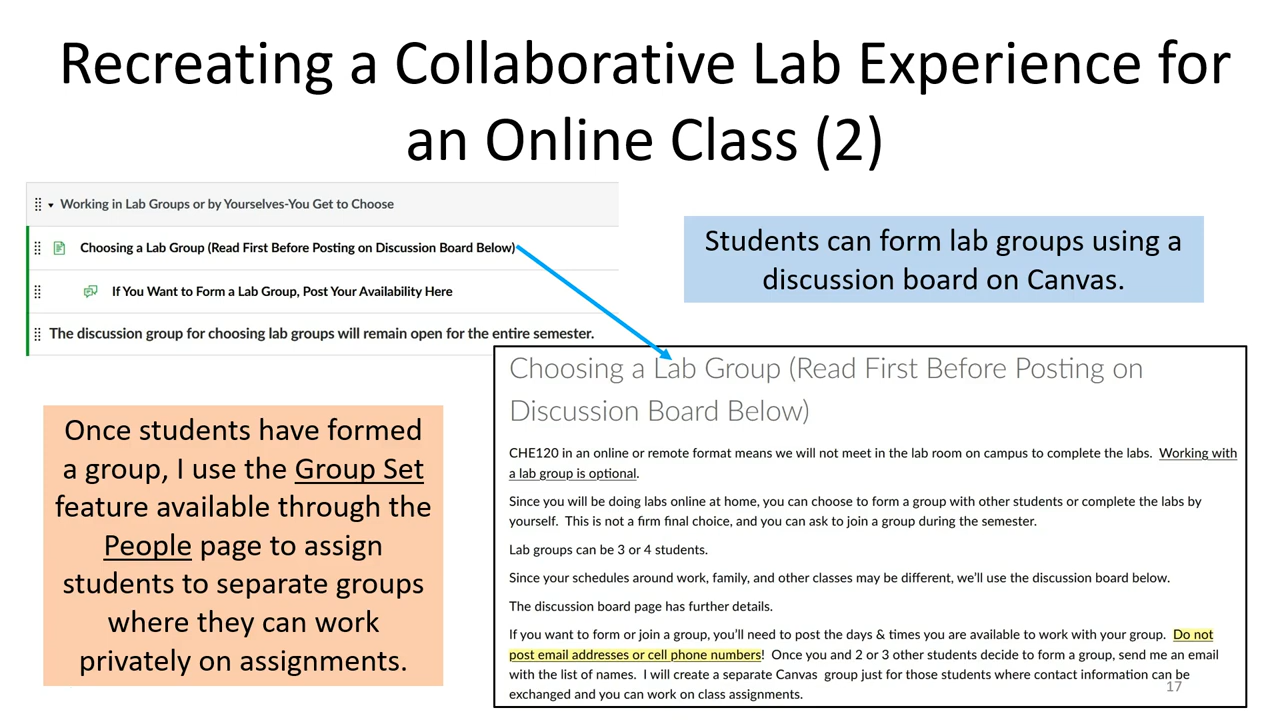 Recreating a Collaborative Lab Experience for
an Online Class (2)
Working in Lab Groups or by Yourselves-You Get to Choose
Choosing a Lab Group (Read First Before Posting on Discussion Board Below)
If You Want to Form a Lab Group, Post Your Availability Here
The discussion group for choosing lab groups will remain open for the entire semester.
Students can form lab groups using a
discussion board on Canvas.
Once students have formed
a group, I use the Group Set
feature available through the
People page to assign
students to separate groups
where they can work
privately on assignments.
Choosing a Lab Group (Read First Before Posting on
Discussion Board Below)
CHE120 in an online or remote format means we will not meet in the lab room on campus to complete the labs. Working with
a lab group is optional.
Since you will be doing labs online at home, you can choose to form a group with other students or complete the labs by
yourself. This is not a firm final choice, and you can ask to join a group during the semester.
Lab groups can be 3 or 4 students.
Since your schedules around work, family, and other classes may be different, we'll use the discussion board below.
The discussion board page has further details.
If you want to form or join a group, you'll need to post the days & times you are available to work with your group. Do not
post email addresses or cell phone numbers! Once you and 2 or 3 other students decide to form a group, send me an email
with the list of names. I will create a separate Canvas group just for those students where contact information can be
exchanged and you can work on class assignments.
17